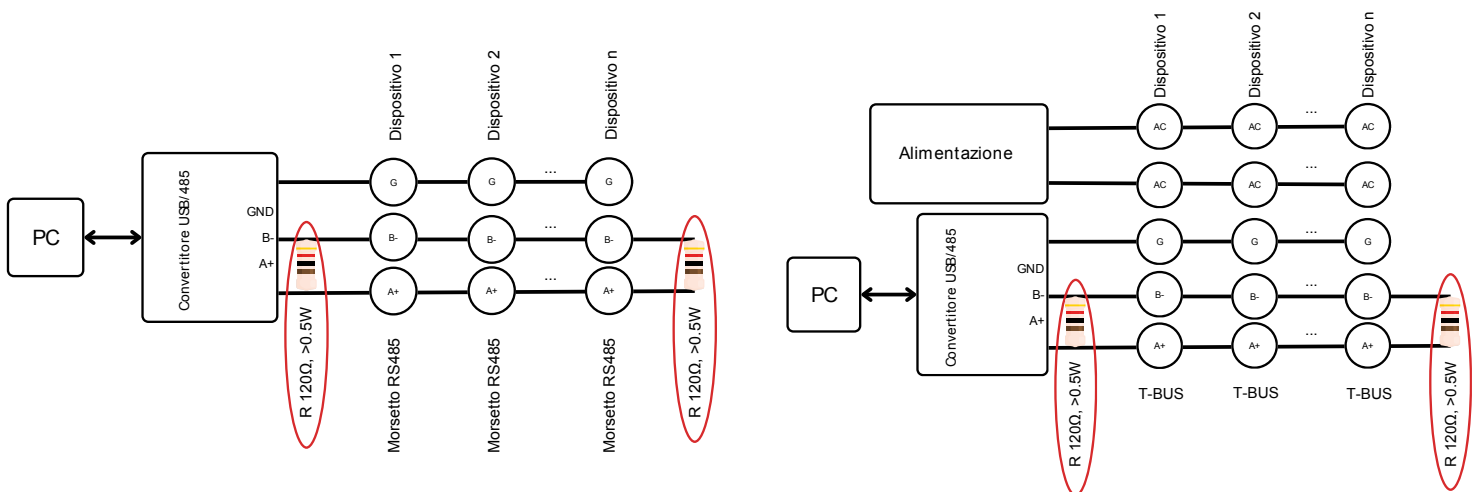 Dispositivo 1
Dispositivo 2
Dispositivo n
PC
Convertitore USB/485
GND
B-
A+
G
G
...
G
B-
B-
...
B-
A+
A+
...
A+
R 120Ω, >0.5W
Morsetto RS485
Morsetto RS485
Morsetto RS485
R 120Ω, >0.5W
Dispositivo 1
Dispositivo 2
Dispositivo n
Alimentazione
AC
AC
...
AC
AC
AC
...
AC
PC
Convertitore USB/485
GND
B-
A+
G
G
...
G
B-
B-
...
B-
A+
A+
...
A+
R 120Ω, >0.5W
T-BUS
T-BUS
T-BUS
R 120Ω, >0.5W